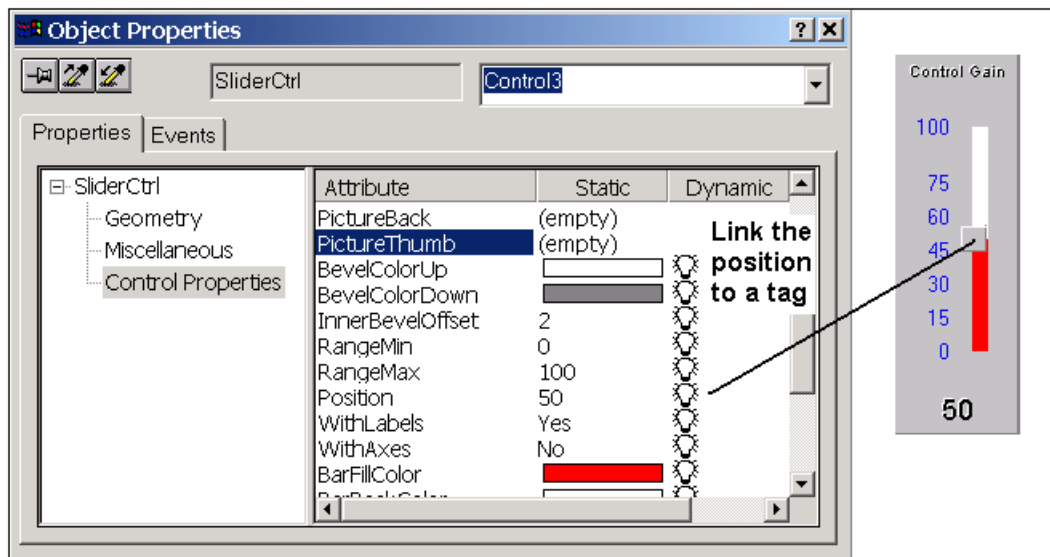 Object Properties
SliderCtrl Control3
Properties Events
SliderCtrl
Geometry
Miscellaneous
Control Properties
Attribute Static Dynamic
PictureBack (empty)
PictureThumb (empty)
BevelColorUp
BevelColorDown
InnerBevelOffset 2
RangeMin 0
RangeMax 100
Position 50
WithLabels Yes
WithAxes No
BarFillColor
Link the
position
to a tag
Control Gain
100
75
60
45
30
15
0
50